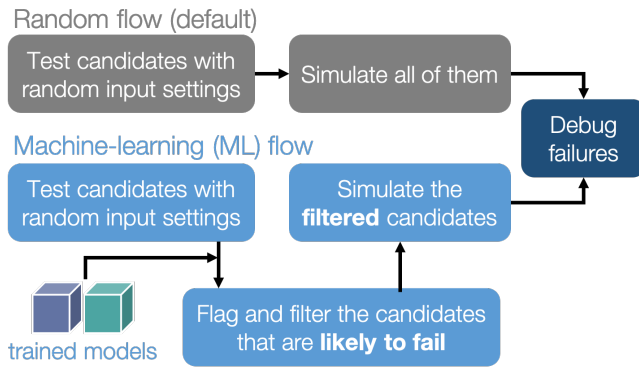 Random flow (default)
Test candidates with
random input settings
Simulate all of them
Debug
failures
Machine-learning (ML) flow
Test candidates with
random input settings
Simulate the
filtered candidates
Flag and filter the candidates
that are likely to fail
trained models